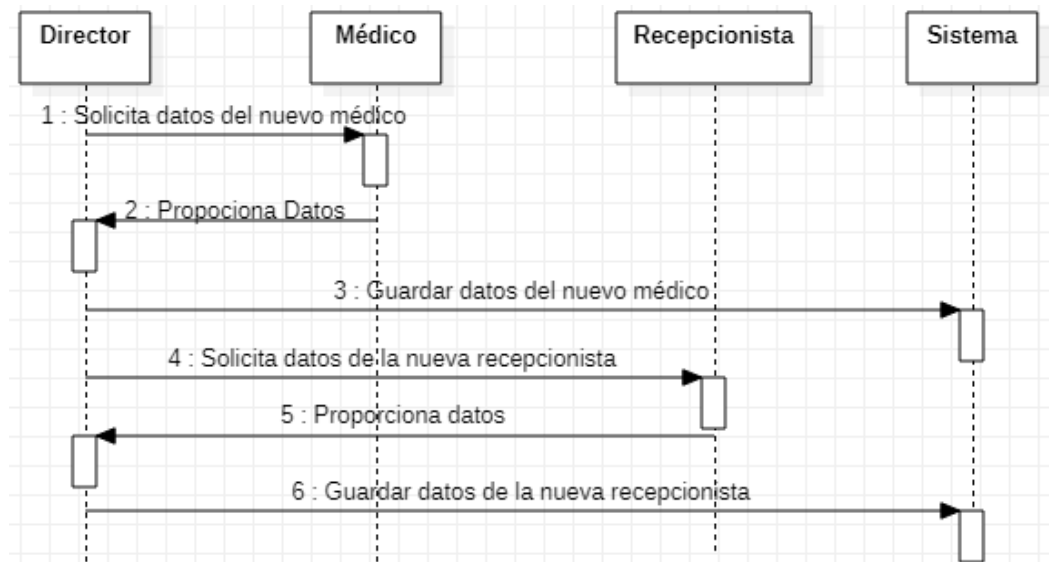 Director
Médico
Recepcionista
Sistema
1 : Solicita datos del nuevo médico
2 : Propociona Datos
3 : Guardar datos del nuevo médico
4 : Solicita datos de la nueva recepcionista
5 : Proporciona datos
6 : Guardar datos de la nueva recepcionista